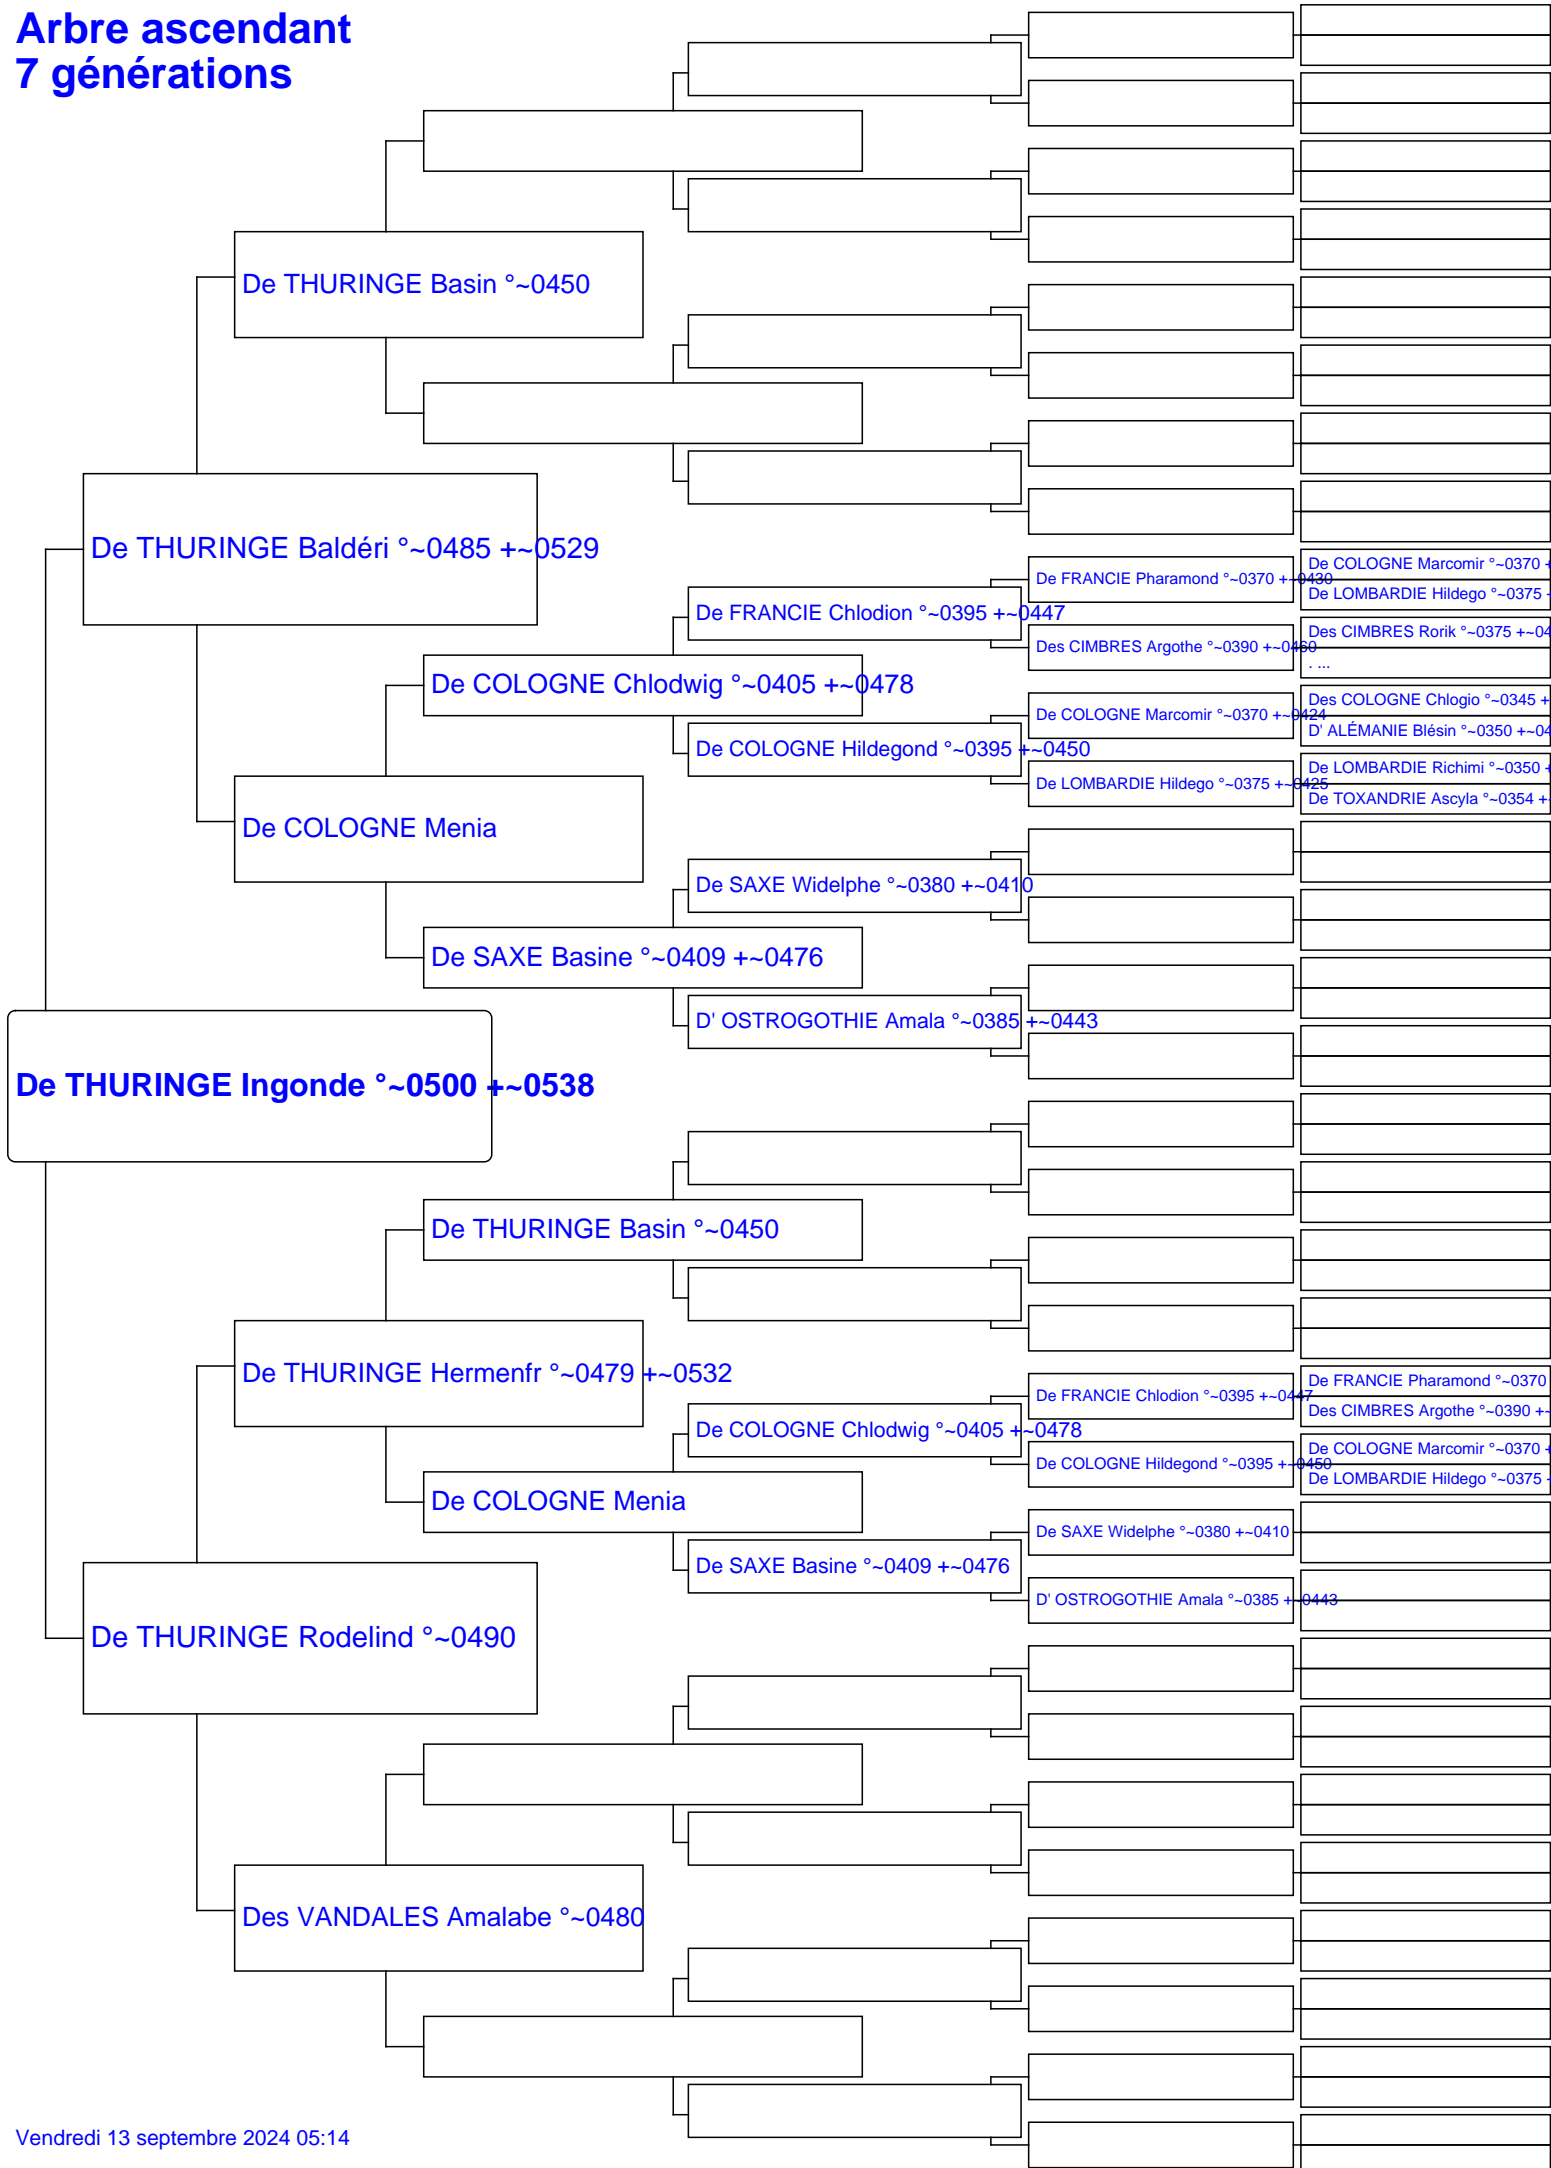 Arbre ascendant
7 générations
De THURINGE Basin °~0450
De THURINGE Baldéri °~0485 +~0529
De FRANCIE Pharamond °~0370 +~0430
De COLOGNE Marcomir °~0370 +
De LOMBARDIE Hildego °~0375 +
De FRANCIE Chlodion °~0395 +~0447
Des CIMBRES Argothe °~0390 +~0460
Des CIMBRES Rorik °~0375 +~04
. ...
De COLOGNE Chlodwig °~0405 +~0478
De COLOGNE Marcomir °~0370 +~0424
Des COLOGNE Chlogio °~0345 +
D' ALÉMANIE Blésin °~0350 +~04
De COLOGNE Hildegond °~0395 +~0450
De LOMBARDIE Hildego °~0375 +~0425
De LOMBARDIE Richimi °~0350 +
De TOXANDRIE Ascyla °~0354 +
De COLOGNE Menia
De SAXE Widelphe °~0380 +~0410
De SAXE Basine °~0409 +~0476
D' OSTROGOTHIE Amala °~0385 +~0443
De THURINGE Ingonde °~0500 +~0538
De THURINGE Basin °~0450
De THURINGE Hermenfr °~0479 +~0532
De FRANCIE Chlodion °~0395 +~0447
De FRANCIE Pharamond °~0370
Des CIMBRES Argothe °~0390 +~
De COLOGNE Chlodwig °~0405 +~0478
De COLOGNE Hildegond °~0395 +~0450
De COLOGNE Marcomir °~0370 +
De LOMBARDIE Hildego °~0375 +
De COLOGNE Menia
De SAXE Widelphe °~0380 +~0410
De SAXE Basine °~0409 +~0476
D' OSTROGOTHIE Amala °~0385 +~0443
De THURINGE Rodelind °~0490
Des VANDALES Amalabe °~0480
Vendredi 13 septembre 2024 05:14